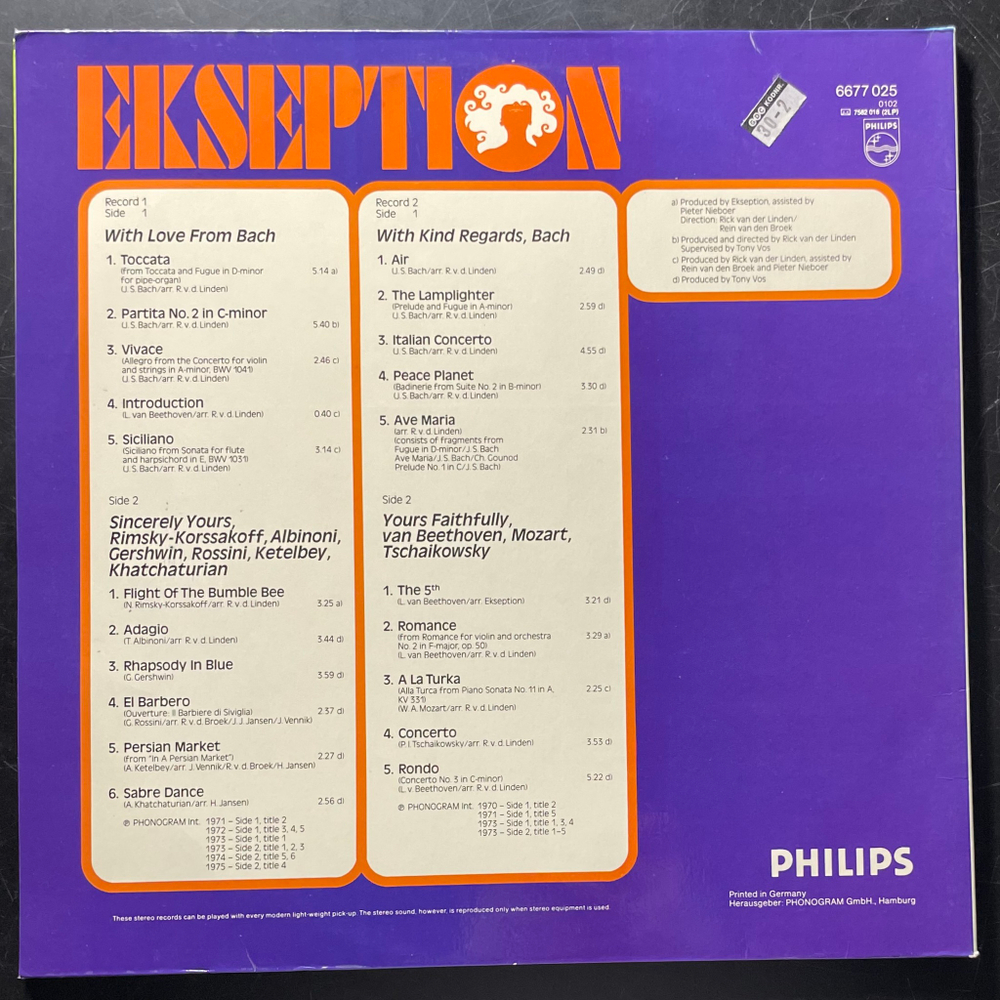 EKSEPTION
KODNR.
30-2
6677 025
0102
7582 018 (2LP)
PHILIPS
Record 1
Side 1
With Love From Bach
1. Toccata
(from Toccata and Fugue in D-minor 5.14 a)
for pipe-organ)
(J.S.Bach/arr. R.v.d.Linden)
2. Partita No. 2 in C-minor
(J.S.Bach/arr. R.v.d.Linden) 5.40 b)
3. Vivace
(Allegro from the Concerto for violin 2.46 c)
and strings in A-minor, BWV 1041)
(J.S.Bach/arr. R.v.d.Linden)
4. Introduction
(L. van Beethoven/arr. R.v.d.Linden) 0.40 c)
5. Siciliano
(Siciliano from Sonata for flute 3.14 c)
and harpsichord in E, BWV 1031)
(J.S.Bach/arr. R.v.d.Linden)
Side 2
Sincerely Yours,
Rimsky-Korssakoff, Albinoni,
Gershwin, Rossini, Ketelbey,
Khatchaturian
1. Flight Of The Bumble Bee
(N. Rimsky-Korssakoff/arr. R.v.d.Linden) 3.25 a)
2. Adagio
(T. Albinoni/arr. R.v.d.Linden) 3.44 d)
3. Rhapsody In Blue
(G. Gershwin) 3.59 d)
4. El Barbero
(Ouverture: Il Barbiere di Siviglia) 2.37 d)
(G. Rossini/arr. R.v.d.Broek/J.J.Jansen/J.Vennik)
5. Persian Market
(from "In A Persian Market") 2.27 d)
(A. Ketelbey/arr. J.Vennik/R.v.d.Broek/H.Jansen)
6. Sabre Dance
(A. Khatchaturian/arr. H. Jansen) 2.56 d)
℗ PHONOGRAM Int. 1971 – Side 1, title 2
1972 – Side 1, title 3, 4, 5
1973 – Side 1, title 1
1973 – Side 2, title 1, 2, 3
1974 – Side 2, title 5, 6
1975 – Side 2, title 4
Record 2
Side 1
With Kind Regards, Bach
1. Air
(J.S.Bach/arr. R.v.d.Linden) 2.49 d)
2. The Lamplighter
(Prelude and Fugue in A-minor) 2.59 d)
(J.S.Bach/arr. R.v.d.Linden)
3. Italian Concerto
(J.S.Bach/arr. R.v.d.Linden) 4.55 d)
4. Peace Planet
(Badinerie from Suite No. 2 in B-minor) 3.30 d)
(J.S.Bach/arr. R.v.d.Linden)
5. Ave Maria
(arr. R.v.d.Linden) 2.31 b)
(consists of fragments from
Fugue in D-minor/J.S.Bach
Ave Maria/J.S.Bach/Ch. Gounod
Prelude No. 1 in C/J.S.Bach)
Side 2
Yours Faithfully,
van Beethoven, Mozart,
Tschaikowsky
1. The 5th
(L. van Beethoven/arr. Ekseption) 3.21 d)
2. Romance
(from Romance for violin and orchestra 3.29 a)
No. 2 in F-major, op. 50)
(L. van Beethoven/arr. R.v.d.Linden)
3. A La Turka
(Alla Turca from Piano Sonata No. 11 in A, 2.25 c)
KV 331)
(W.A.Mozart/arr. R.v.d.Linden)
4. Concerto
(P.I.Tschaikowsky/arr. R.v.d.Linden) 3.53 d)
5. Rondo
(Concerto No. 3 in C-minor) 5.22 d)
(L.v.Beethoven/arr. R.v.d.Linden)
℗ PHONOGRAM Int. 1970 – Side 1, title 2
1971 – Side 1, title 5
1973 – Side 1, title 1, 3, 4
1973 – Side 2, title 1–5
a) Produced by Ekseption, assisted by
Pieter Nieboer
Direction: Rick van der Linden/
Rein van den Broek
b) Produced and directed by Rick van der Linden
Supervised by Tony Vos
c) Produced by Rick van der Linden, assisted by
Rein van den Broek and Pieter Nieboer
d) Produced by Tony Vos
PHILIPS
Printed in Germany
Herausgeber: PHONOGRAM GmbH., Hamburg
These stereo records can be played with every modern light-weight pick-up. The stereo sound, however, is reproduced only when stereo equipment is used.